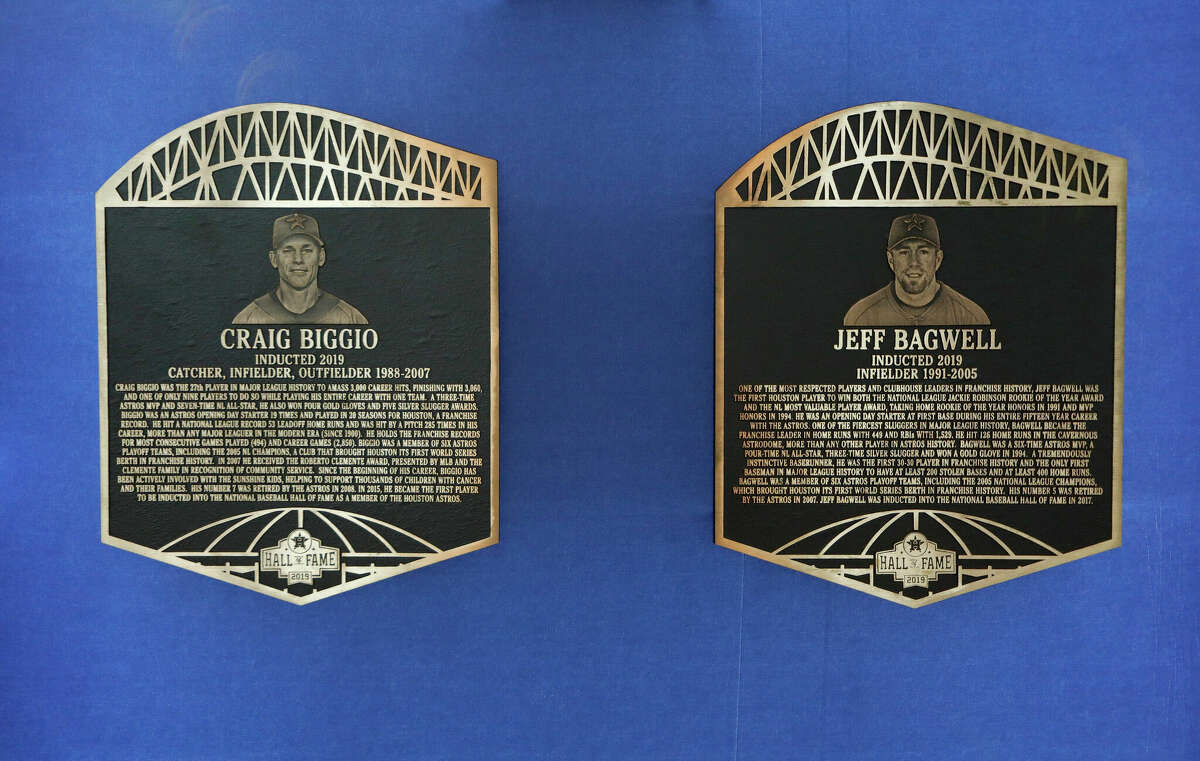 CRAIG BIGGIO
INDUCTED 2019
CATCHER, INFIELDER, OUTFIELDER 1988-2007
CRAIG BIGGIO WAS THE 27th PLAYER IN MAJOR LEAGUE HISTORY TO AMASS 3,000 CAREER HITS, FINISHING WITH 3,060,
AND ONE OF ONLY NINE PLAYERS TO DO SO WHILE PLAYING HIS ENTIRE CAREER WITH ONE TEAM. A THREE-TIME
ASTROS MVP AND SEVEN-TIME NL ALL-STAR, HE ALSO WON FOUR GOLD GLOVES AND FIVE SILVER SLUGGER AWARDS.
BIGGIO WAS AN ASTROS OPENING DAY STARTER 19 TIMES AND PLAYED IN 20 SEASONS FOR HOUSTON, A FRANCHISE
RECORD. HE HIT A NATIONAL LEAGUE RECORD 53 LEADOFF HOME RUNS AND WAS HIT BY A PITCH 285 TIMES IN HIS
CAREER, MORE THAN ANY MAJOR LEAGUER IN THE MODERN ERA (SINCE 1900). HE HOLDS THE FRANCHISE RECORDS
FOR MOST CONSECUTIVE GAMES PLAYED (494) AND CAREER GAMES (2,850). BIGGIO WAS A MEMBER OF SIX ASTROS
PLAYOFF TEAMS, INCLUDING THE 2005 NL CHAMPIONS, A CLUB THAT BROUGHT HOUSTON ITS FIRST WORLD SERIES
BERTH IN FRANCHISE HISTORY. IN 2007 HE RECEIVED THE ROBERTO CLEMENTE AWARD, PRESENTED BY MLB AND THE
CLEMENTE FAMILY IN RECOGNITION OF COMMUNITY SERVICE. SINCE THE BEGINNING OF HIS CAREER, BIGGIO HAS
BEEN ACTIVELY INVOLVED WITH THE SUNSHINE KIDS, HELPING TO SUPPORT THOUSANDS OF CHILDREN WITH CANCER
AND THEIR FAMILIES. HIS NUMBER 7 WAS RETIRED BY THE ASTROS IN 2008. IN 2015, HE BECAME THE FIRST PLAYER
TO BE INDUCTED INTO THE NATIONAL BASEBALL HALL OF FAME AS A MEMBER OF THE HOUSTON ASTROS.
H
HALL OF FAME
2019
JEFF BAGWELL
INDUCTED 2019
INFIELDER 1991-2005
ONE OF THE MOST RESPECTED PLAYERS AND CLUBHOUSE LEADERS IN FRANCHISE HISTORY, JEFF BAGWELL WAS
THE FIRST HOUSTON PLAYER TO WIN BOTH THE NATIONAL LEAGUE JACKIE ROBINSON ROOKIE OF THE YEAR AWARD
AND THE NL MOST VALUABLE PLAYER AWARD, TAKING HOME ROOKIE OF THE YEAR HONORS IN 1991 AND MVP
HONORS IN 1994. HE WAS AN OPENING DAY STARTER AT FIRST BASE DURING HIS ENTIRE FIFTEEN YEAR CAREER
WITH THE ASTROS. ONE OF THE FIERCEST SLUGGERS IN MAJOR LEAGUE HISTORY, BAGWELL BECAME THE
FRANCHISE LEADER IN HOME RUNS WITH 449 AND RBIs WITH 1,529. HE HIT 126 HOME RUNS IN THE CAVERNOUS
ASTRODOME, MORE THAN ANY OTHER PLAYER IN ASTROS HISTORY. BAGWELL WAS A SIX-TIME ASTROS MVP, A
FOUR-TIME NL ALL-STAR, THREE-TIME SILVER SLUGGER AND WON A GOLD GLOVE IN 1994. A TREMENDOUSLY
INSTINCTIVE BASERUNNER, HE WAS THE FIRST 30-30 PLAYER IN FRANCHISE HISTORY AND THE ONLY FIRST
BASEMAN IN MAJOR LEAGUE HISTORY TO HAVE AT LEAST 200 STOLEN BASES AND AT LEAST 400 HOME RUNS.
BAGWELL WAS A MEMBER OF SIX ASTROS PLAYOFF TEAMS, INCLUDING THE 2005 NATIONAL LEAGUE CHAMPIONS,
WHICH BROUGHT HOUSTON ITS FIRST WORLD SERIES BERTH IN FRANCHISE HISTORY. HIS NUMBER 5 WAS RETIRED
BY THE ASTROS IN 2007. JEFF BAGWELL WAS INDUCTED INTO THE NATIONAL BASEBALL HALL OF FAME IN 2017.
H
HALL OF FAME
2019